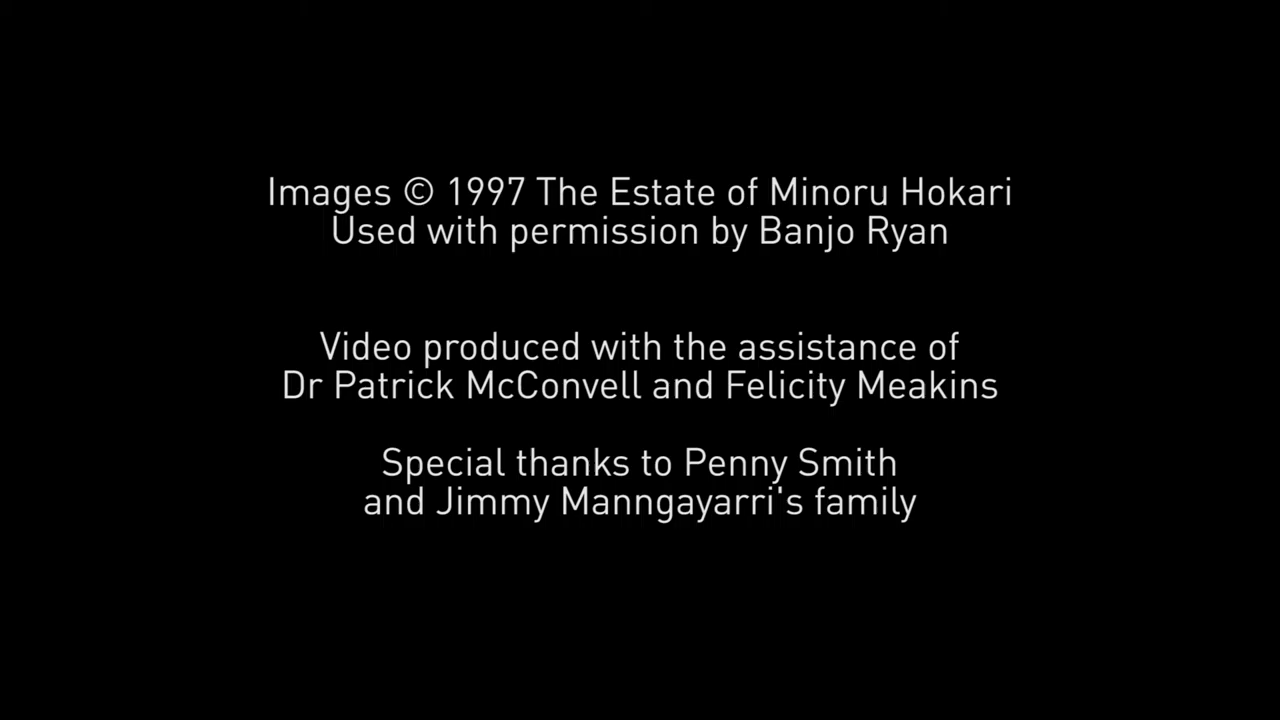 Images © 1997 The Estate of Minoru Hokari
Used with permission by Banjo Ryan
Video produced with the assistance of
Dr Patrick McConvell and Felicity Meakins
Special thanks to Penny Smith
and Jimmy Manngayarri's family